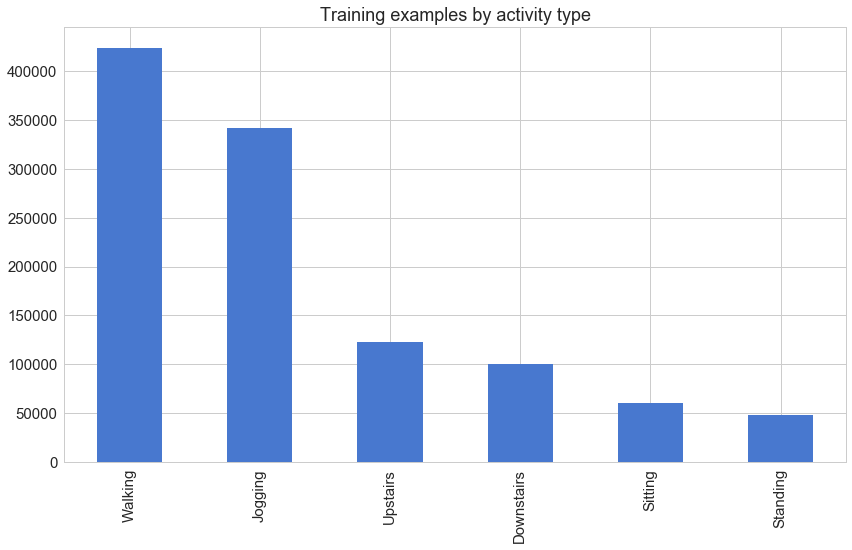 Training examples by activity type
400000
350000
300000
250000
200000
150000
100000
50000
0
Walking
Jogging
Upstairs
Downstairs
Sitting
Standing